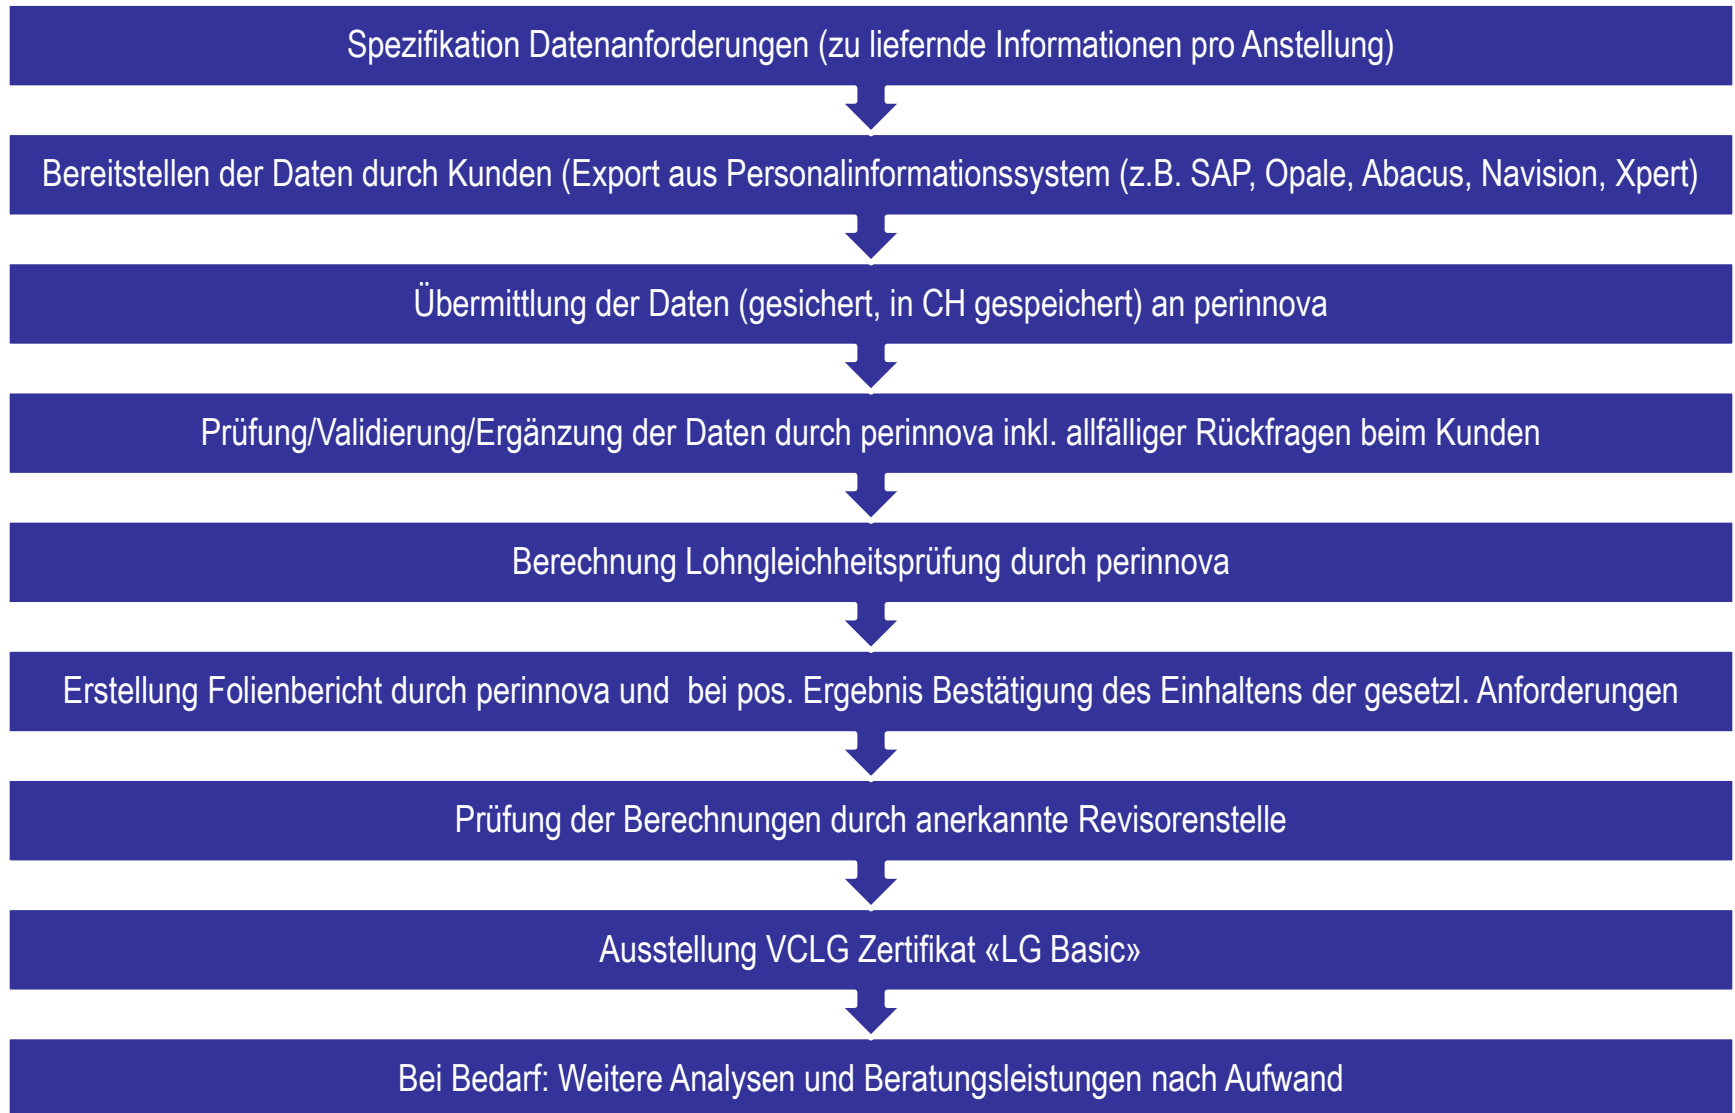 Spezifikation Datenanforderungen (zu liefernde Informationen pro Anstellung)
Bereitstellen der Daten durch Kunden (Export aus Personalinformationssystem (z.B. SAP, Opale, Abacus, Navision, Xpert)
Übermittlung der Daten (gesichert, in CH gespeichert) an perinnova
Prüfung/Validierung/Ergänzung der Daten durch perinnova inkl. allfälliger Rückfragen beim Kunden
Berechnung Lohngleichheitsprüfung durch perinnova
Erstellung Folienbericht durch perinnova und  bei pos. Ergebnis Bestätigung des Einhaltens der gesetzl. Anforderungen
Prüfung der Berechnungen durch anerkannte Revisorenstelle
Ausstellung VCLG Zertifikat «LG Basic»
Bei Bedarf: Weitere Analysen und Beratungsleistungen nach Aufwand